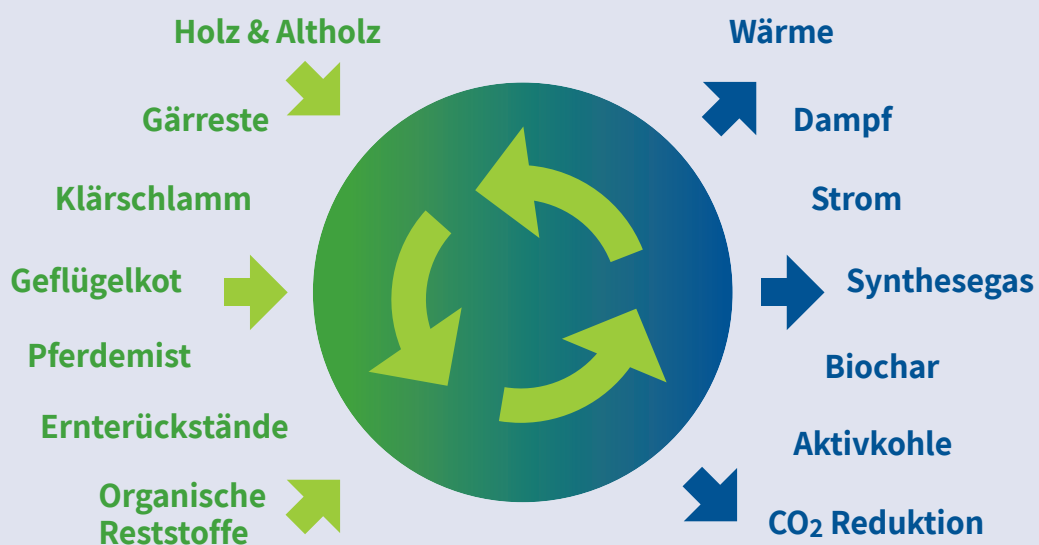 Holz & Altholz
Gärreste
Klärschlamm
Geflügelkot
Pferdemist
Ernterückstände
Organische
Reststoffe
Wärme
Dampf
Strom
Synthesegas
Biochar
Aktivkohle
CO₂ Reduktion